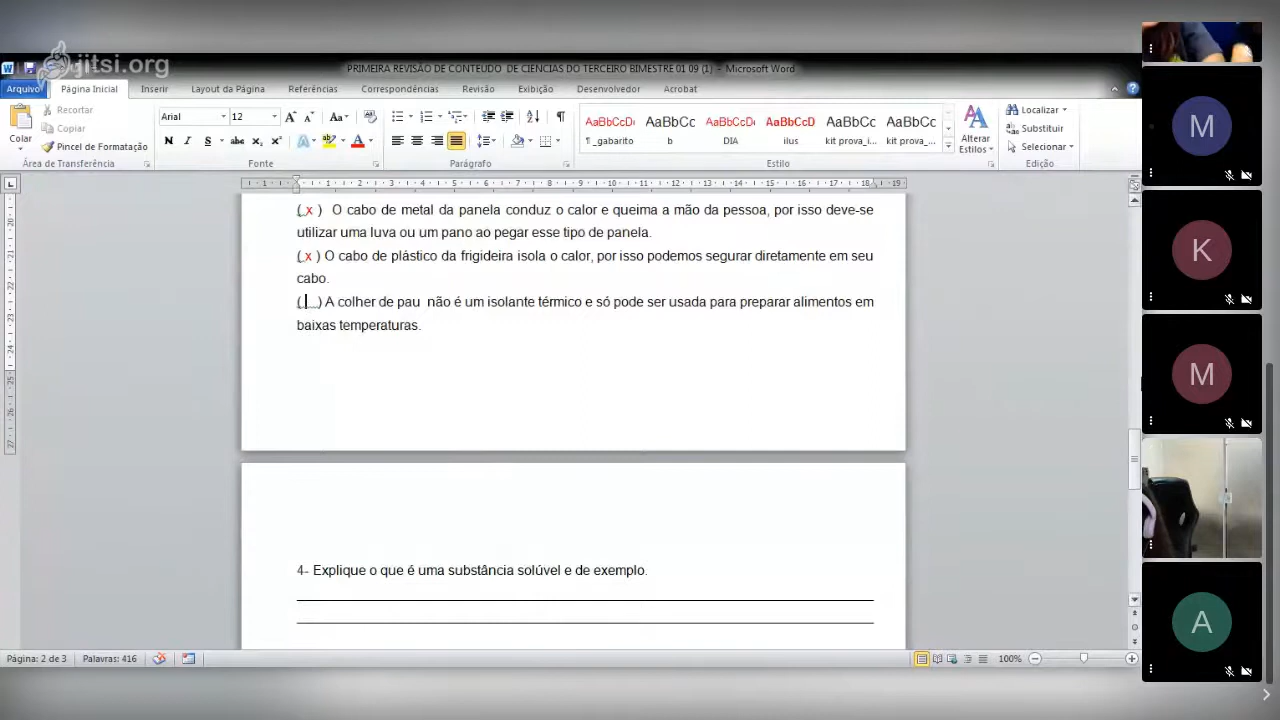 jitsi.org
PRIMEIRA REVISÃO DE CONTEUDO DE CIENCIAS DO TERCEIRO BIMESTRE 01 09 (1) - Microsoft Word
Arquivo Página Inicial Inserir Layout da Página Referências Correspondências Revisão Exibição Desenvolvedor Acrobat
Colar
Recortar
Copiar
Pincel de Formatação
Área de Transferência
Arial 12
N I S abc x₂ x²
Fonte
Parágrafo
AaBbCcDc AaBbCc AaBbCcDc AaBbCcD AaBbCc AaBbCc
¶ _gabarito b DIA ilus kit prova_i... kit prova_...
Estilo
Alterar
Estilos
Localizar
Substituir
Selecionar
Edição
( x ) O cabo de metal da panela conduz o calor e queima a mão da pessoa, por isso deve-se
utilizar uma luva ou um pano ao pegar esse tipo de panela.
( x ) O cabo de plástico da frigideira isola o calor, por isso podemos segurar diretamente em seu
cabo.
( ) A colher de pau não é um isolante térmico e só pode ser usada para preparar alimentos em
baixas temperaturas.
4- Explique o que é uma substância solúvel e de exemplo.
Página: 2 de 3 Palavras: 416 100%
M
K
M
A